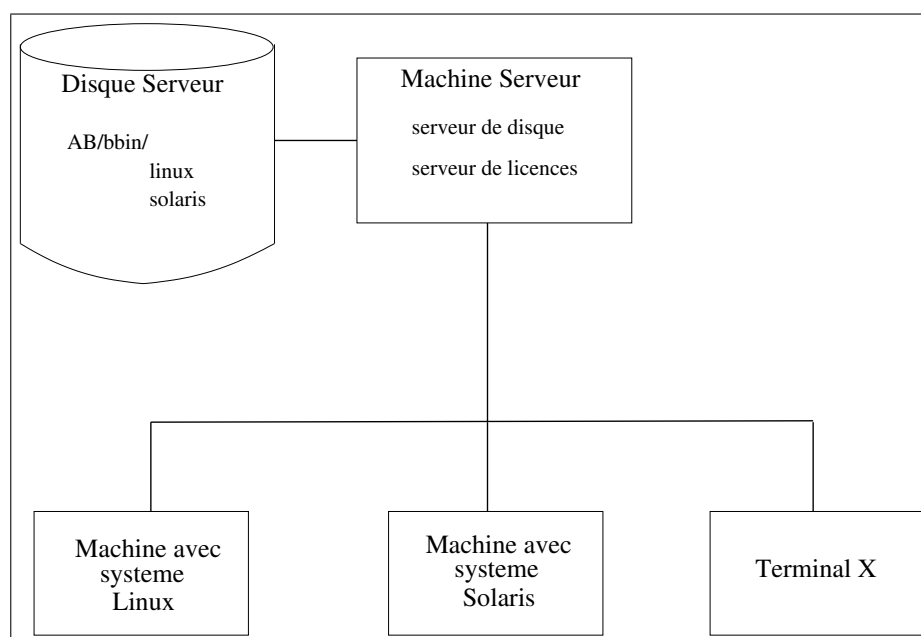 Disque Serveur
AB/bbin/
linux
solaris
Machine Serveur
serveur de disque
serveur de licences
Machine avec
systeme
Linux
Machine avec
systeme
Solaris
Terminal X